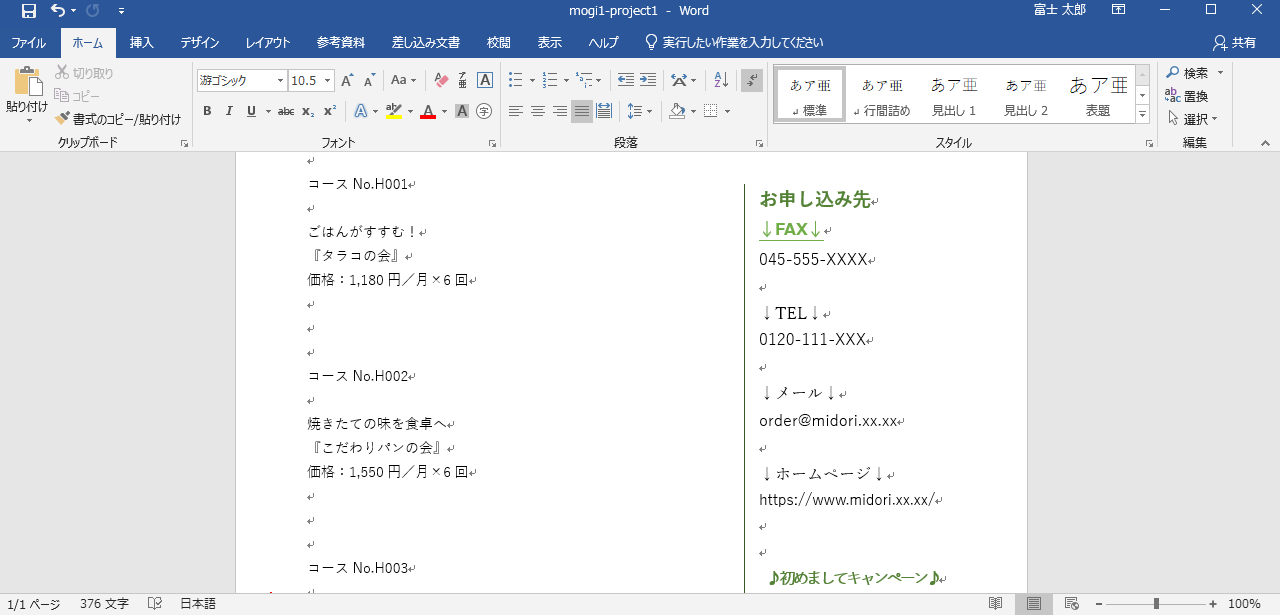 mogi1-project1 - Word
富士 太郎
ファイル ホーム 挿入 デザイン レイアウト 参考資料 差し込み文書 校閲 表示 ヘルプ 実行したい作業を入力してください 共有
貼り付け
切り取り
コピー
書式のコピー/貼り付け
クリップボード
游ゴシック 10.5
フォント
段落
あア亜 あア亜 あア亜 あア亜 あア亜
標準 行間詰め 見出し 1 見出し 2 表題
スタイル
検索
置換
選択
編集
コース No.H001
ごはんがすすむ！
『タラコの会』
価格：1,180 円／月×6 回
コース No.H002
焼きたての味を食卓へ
『こだわりパンの会』
価格：1,550 円／月×6 回
コース No.H003
お申し込み先
↓FAX↓
045-555-XXXX
↓TEL↓
0120-111-XXX
↓メール↓
order@midori.xx.xx
↓ホームページ↓
https://www.midori.xx.xx/
♪初めましてキャンペーン♪
1/1 ページ 376 文字 日本語 100%